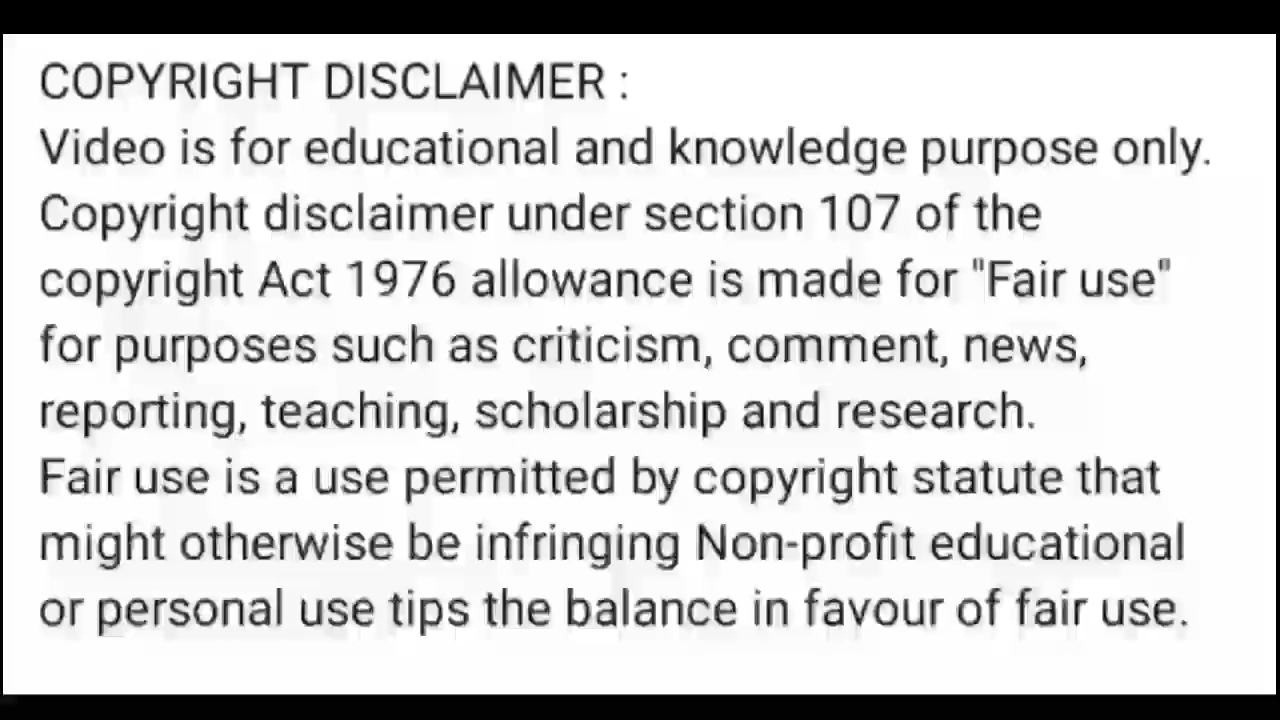 COPYRIGHT DISCLAIMER :
Video is for educational and knowledge purpose only.
Copyright disclaimer under section 107 of the
copyright Act 1976 allowance is made for "Fair use"
for purposes such as criticism, comment, news,
reporting, teaching, scholarship and research.
Fair use is a use permitted by copyright statute that
might otherwise be infringing Non-profit educational
or personal use tips the balance in favour of fair use.